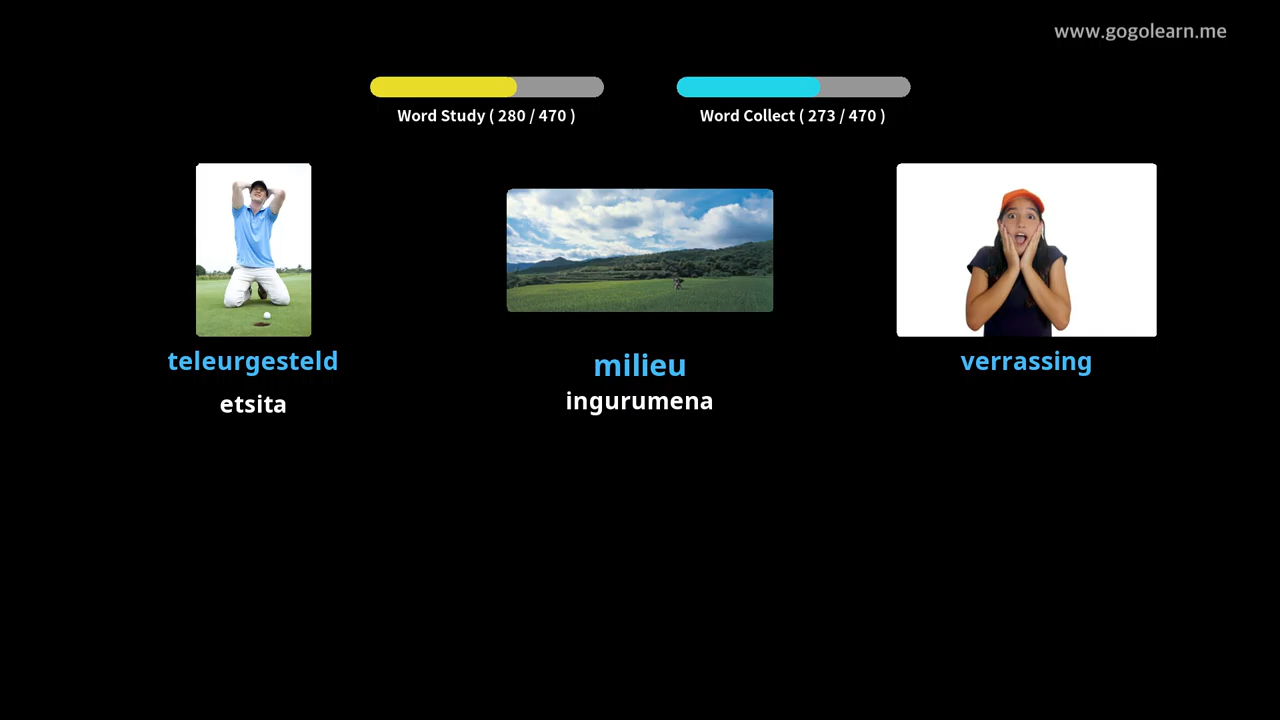 www.gogolearn.me
Word Study ( 280 / 470 )
Word Collect ( 273 / 470 )
teleurgesteld
etsita
milieu
ingurumena
verrassing